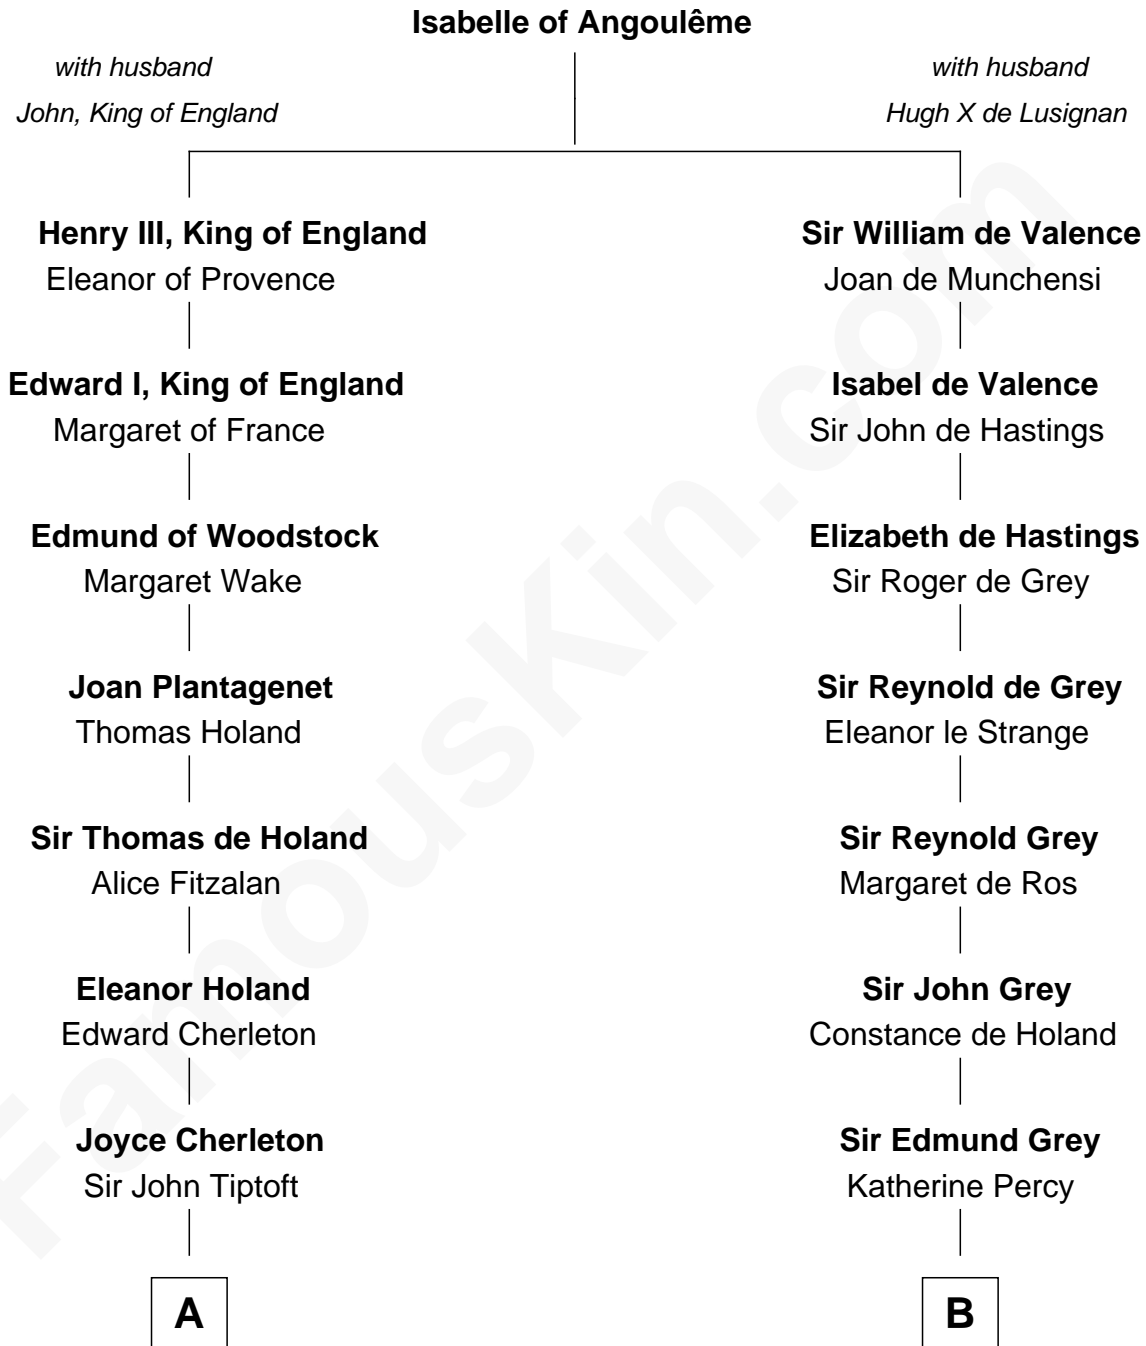 Isabelle of Angoulême
with husband
John, King of England
with husband
Hugh X de Lusignan
Henry III, King of England
Eleanor of Provence
Sir William de Valence
Joan de Munchensi
Edward I, King of England
Margaret of France
Isabel de Valence
Sir John de Hastings
Edmund of Woodstock
Margaret Wake
Elizabeth de Hastings
Sir Roger de Grey
Joan Plantagenet
Thomas Holand
Sir Reynold de Grey
Eleanor le Strange
Sir Thomas de Holand
Alice Fitzalan
Sir Reynold Grey
Margaret de Ros
Eleanor Holand
Edward Cherleton
Sir John Grey
Constance de Holand
Joyce Cherleton
Sir John Tiptoft
Sir Edmund Grey
Katherine Percy
A
B
FamousKin.com